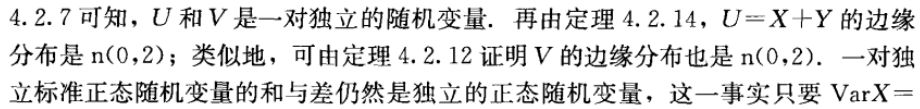 4.2.7 可知，U 和 V 是一对独立的随机变量．再由定理 4.2.14，U=X+Y 的边缘
分布是 n(0,2)；类似地，可由定理 4.2.12 证明 V 的边缘分布也是 n(0,2)．一对独
立标准正态随机变量的和与差仍然是独立的正态随机变量，这一事实只要 VarX=